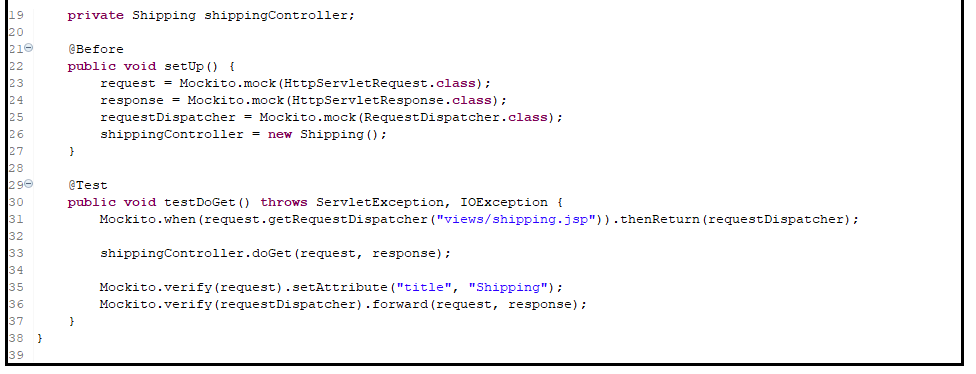 19 private Shipping shippingController;
20
21 @Before
22 public void setUp() {
23 request = Mockito.mock(HttpServletRequest.class);
24 response = Mockito.mock(HttpServletResponse.class);
25 requestDispatcher = Mockito.mock(RequestDispatcher.class);
26 shippingController = new Shipping();
27 }
28
29 @Test
30 public void testDoGet() throws ServletException, IOException {
31 Mockito.when(request.getRequestDispatcher("views/shipping.jsp")).thenReturn(requestDispatcher);
32
33 shippingController.doGet(request, response);
34
35 Mockito.verify(request).setAttribute("title", "Shipping");
36 Mockito.verify(requestDispatcher).forward(request, response);
37 }
38 }
39